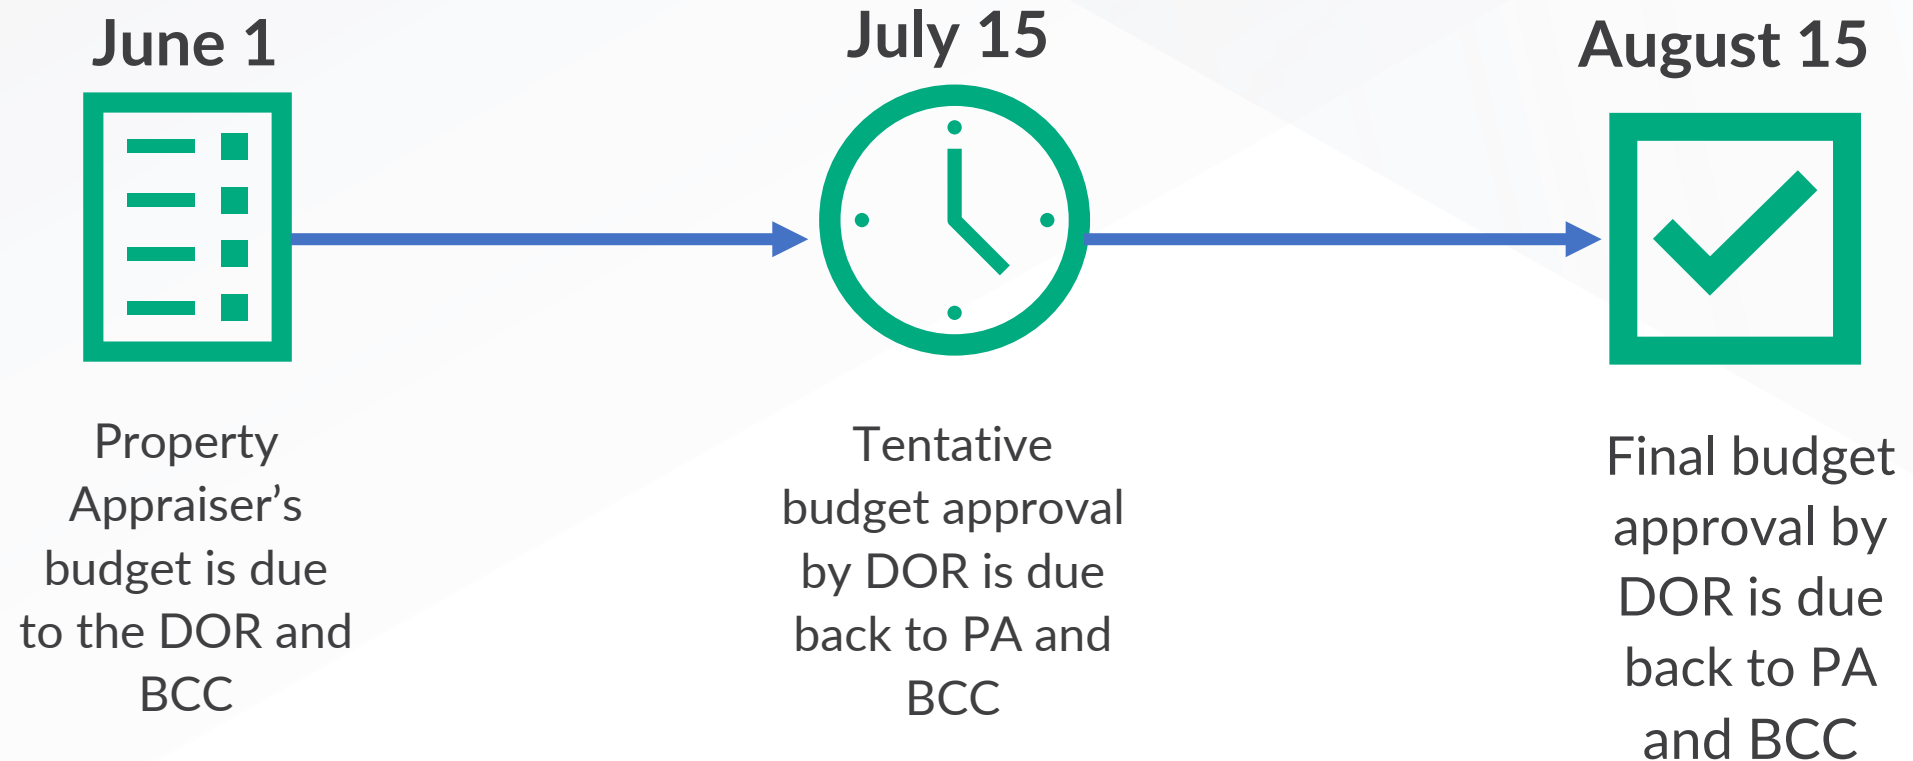 June 1
Property
Appraiser’s
budget is due
to the DOR and
BCC
July 15
Tentative
budget approval
by DOR is due
back to PA and
BCC
August 15
Final budget
approval by
DOR is due
back to PA
and BCC